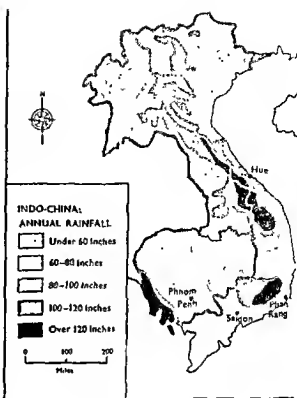 N
Hue
INDO-CHINA:
ANNUAL RAINFALL
Under 60 Inches
60-80 Inches
80-100 Inches
100-120 Inches
Over 120 Inches
0 100 200
Miles
Phnom
Penh
Saigon
Phan
Rang